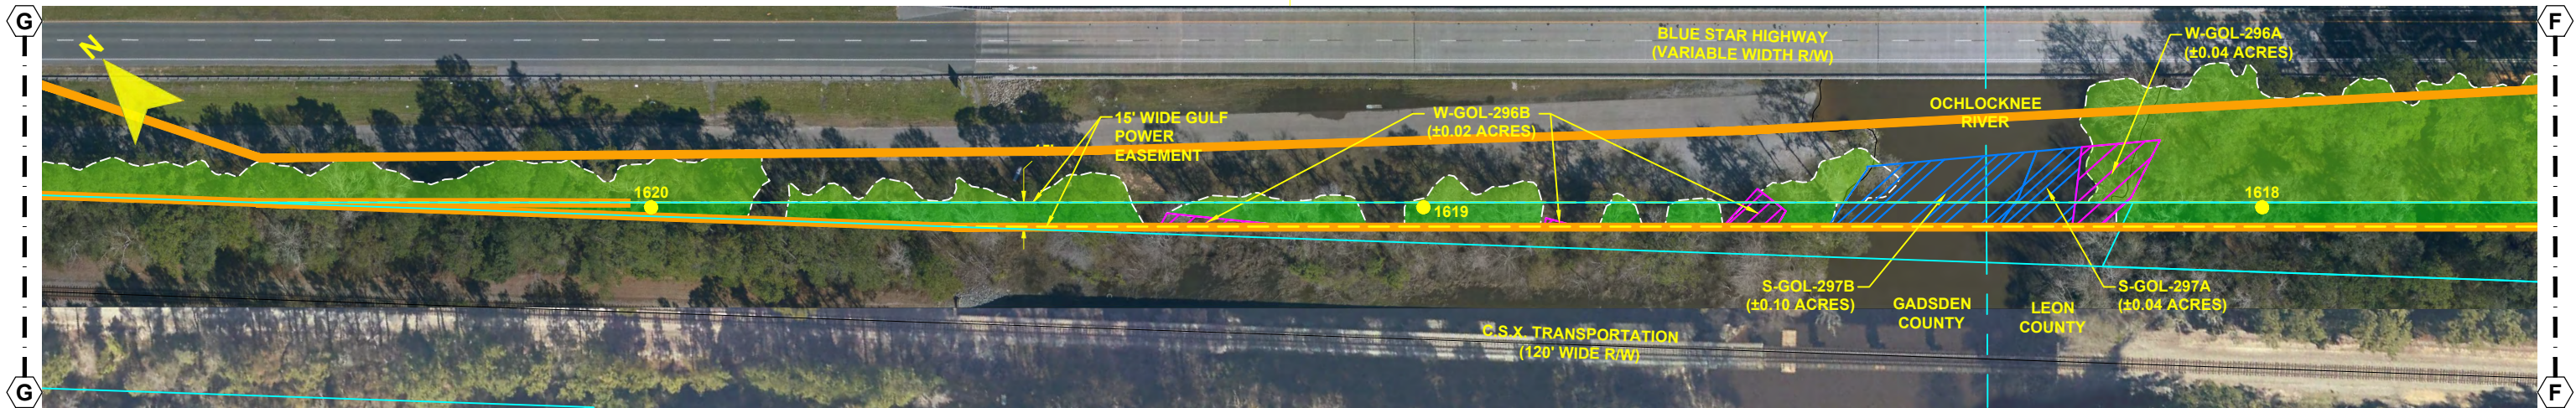 G
F
N
BLUE STAR HIGHWAY
(VARIABLE WIDTH R/W)
W-GOL-296A
(±0.04 ACRES)
15' WIDE GULF
POWER
EASEMENT
15'
W-GOL-296B
(±0.02 ACRES)
OCHLOCKNEE
RIVER
1620
1619
1618
S-GOL-297B
(±0.10 ACRES)
GADSDEN
COUNTY
LEON
COUNTY
S-GOL-297A
(±0.04 ACRES)
C.S.X. TRANSPORTATION
(120' WIDE R/W)
G
F